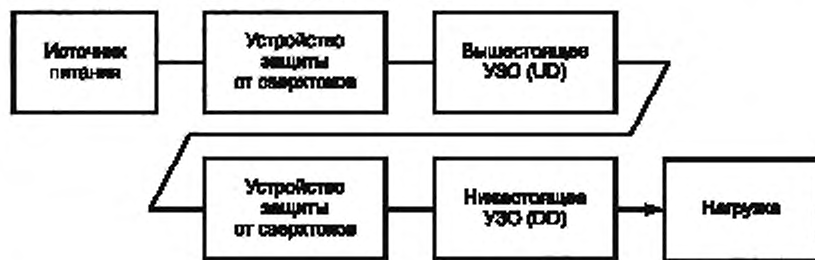 Источник
питания
Устройство
защиты
от сверхтоков
Вышестоящее
УЗО (UD)
Устройство
защиты
от сверхтоков
Нижестоящее
УЗО (DD)
Нагрузка